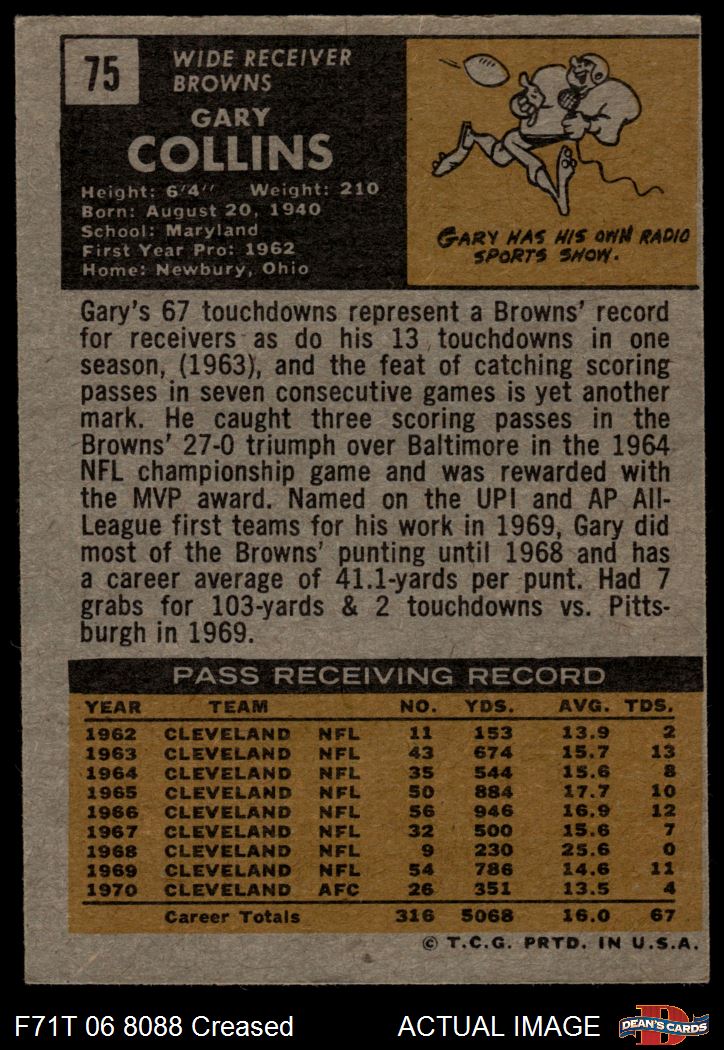 75
WIDE RECEIVER
BROWNS
GARY
COLLINS
Height: 6'4" Weight: 210
Born: August 20, 1940
School: Maryland
First Year Pro: 1962
Home: Newbury, Ohio
GARY HAS HIS OWN RADIO
SPORTS SHOW.
Gary's 67 touchdowns represent a Browns' record
for receivers as do his 13 touchdowns in one
season, (1963), and the feat of catching scoring
passes in seven consecutive games is yet another
mark. He caught three scoring passes in the
Browns' 27-0 triumph over Baltimore in the 1964
NFL championship game and was rewarded with
the MVP award. Named on the UPI and AP All-
League first teams for his work in 1969, Gary did
most of the Browns' punting until 1968 and has
a career average of 41.1-yards per punt. Had 7
grabs for 103-yards & 2 touchdowns vs. Pitts-
burgh in 1969.
PASS RECEIVING RECORD
YEAR TEAM NO. YDS. AVG. TDS.
1962 CLEVELAND NFL 11 153 13.9 2
1963 CLEVELAND NFL 43 674 15.7 13
1964 CLEVELAND NFL 35 544 15.6 8
1965 CLEVELAND NFL 50 884 17.7 10
1966 CLEVELAND NFL 56 946 16.9 12
1967 CLEVELAND NFL 32 500 15.6 7
1968 CLEVELAND NFL 9 230 25.6 0
1969 CLEVELAND NFL 54 786 14.6 11
1970 CLEVELAND AFC 26 351 13.5 4
Career Totals 316 5068 16.0 67
© T.C.G. PRTD. IN U.S.A.
F71T 06 8088 Creased ACTUAL IMAGE
D
DEAN'S CARDS